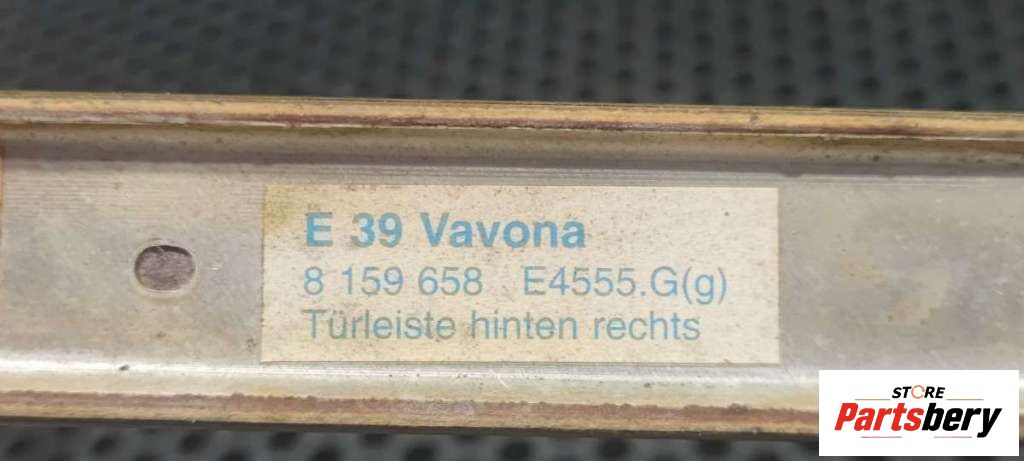 E 39 Vavona
8 159 658 E4555.G(g)
Türleiste hinten rechts
STORE
Partsbery